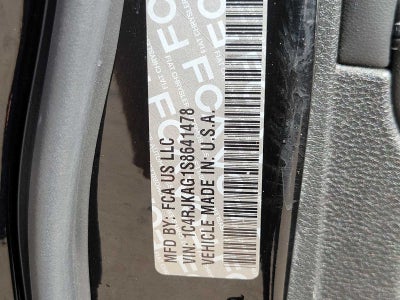 MFD BY: FCA US LLC
VIN: 1C4RJKAG1S8641478
VEHICLE MADE IN: U.S.A.